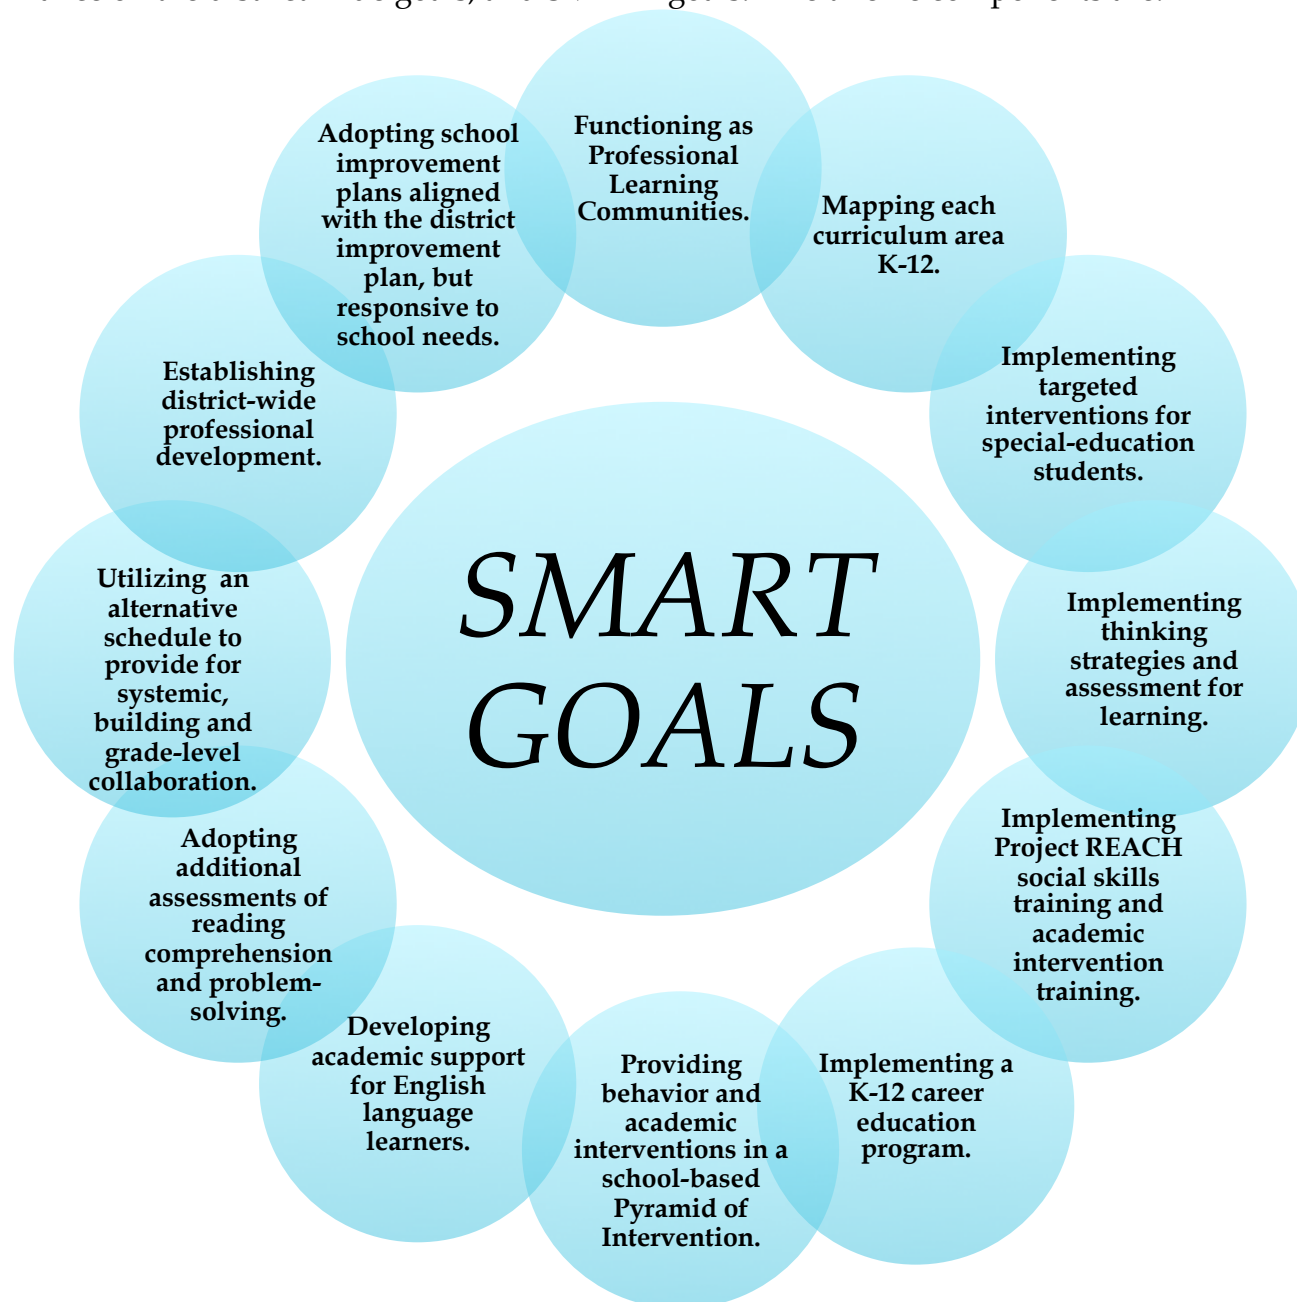 Functioning as
Professional
Learning
Communities.
Mapping each
curriculum area
K-12.
Implementing
targeted
interventions for
special-education
students.
Implementing
thinking
strategies and
assessment for
learning.
Implementing
Project REACH
social skills
training and
academic
intervention
training.
Implementing a
K-12 career
education
program.
Providing
behavior and
academic
interventions in a
school-based
Pyramid of
Intervention.
Developing
academic support
for English
language
learners.
Adopting
additional
assessments of
reading
comprehension
and problem-
solving.
Utilizing  an
alternative
schedule to
provide for
systemic,
building and
grade-level
collaboration.
Establishing
district-wide
professional
development.
Adopting school
improvement
plans aligned
with the district
improvement
plan, but
responsive to
school needs.
SMART
GOALS